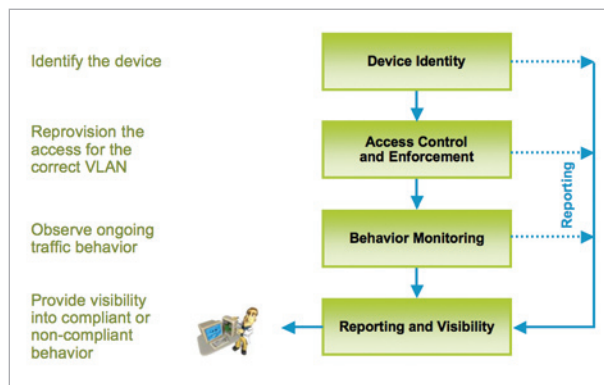 Identify the device
Device Identity
Reprovision the
access for the
correct VLAN
Access Control
and Enforcement
Reporting
Observe ongoing
traffic behavior
Behavior Monitoring
Provide visibility
into compliant or
non-compliant
behavior
Reporting and Visibility